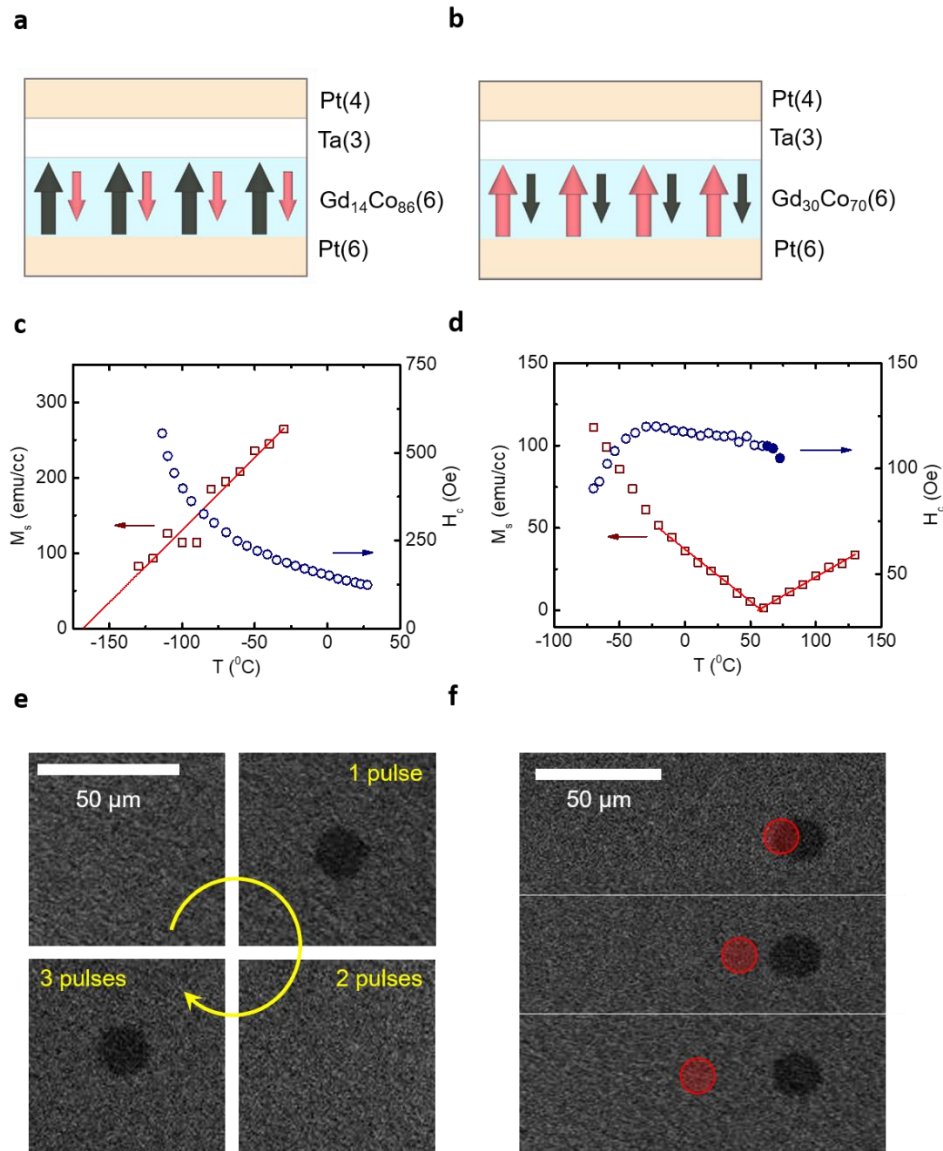 a
Pt(4)
Ta(3)
Gd₁₄Co₈₆(6)
Pt(6)
b
Pt(4)
Ta(3)
Gd₃₀Co₇₀(6)
Pt(6)
c
Mₛ (emu/cc)
300
200
100
0
750
500
250
0
H꜀ (Oe)
-150 -100 -50 0 50
T (⁰C)
d
Mₛ (emu/cc)
150
100
50
0
150
100
50
H꜀ (Oe)
-100 -50 0 50 100 150
T (⁰C)
e
50 μm
1 pulse
3 pulses
2 pulses
f
50 μm